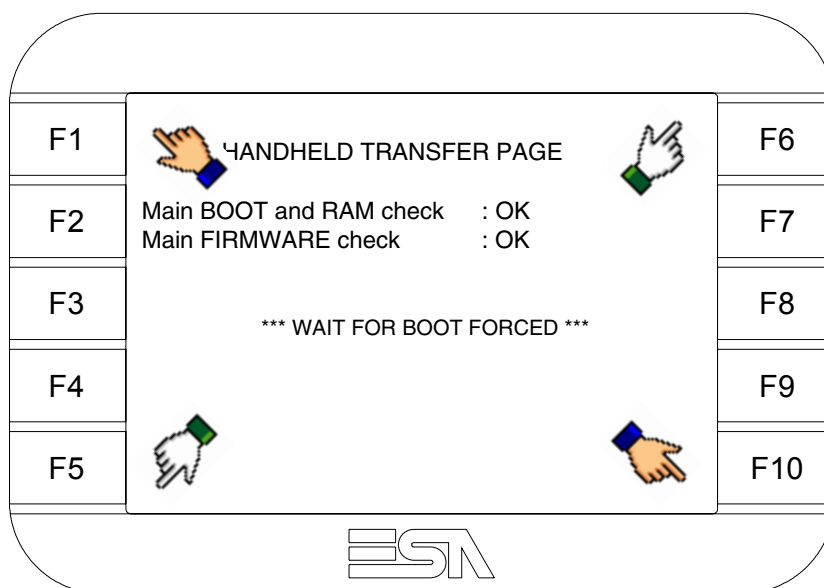 F1
F2
F3
F4
F5
HANDHELD TRANSFER PAGE
Main BOOT and RAM check : OK
Main FIRMWARE check : OK
*** WAIT FOR BOOT FORCED ***
F6
F7
F8
F9
F10
ESA